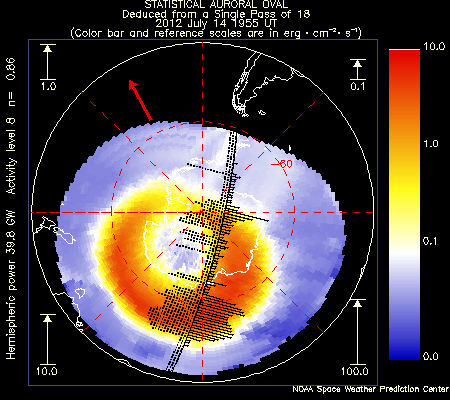 STATISTICAL AURORAL OVAL
Deduced from a Single Pass of 18
2012 July 14 1955 UT
(Color bar and reference scales are in erg·cm⁻²·s⁻¹)
10.0
1.0
0.1
0.0
1.0
0.1
10.0
100.0
-60
Hemispheric power 39.8 GW Activity level 8 n= 0.86
NOAA Space Weather Prediction Center